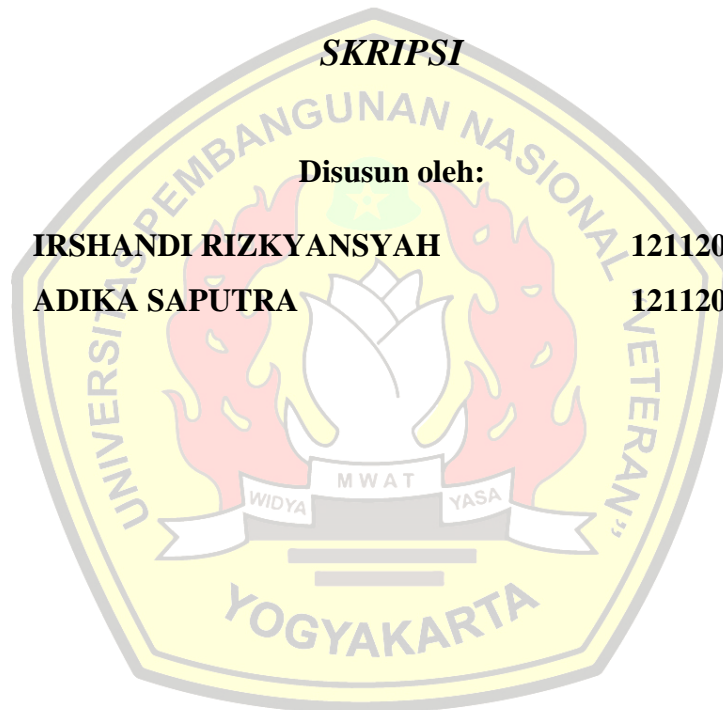 SKRIPSI
UNIVERSITAS PEMBANGUNAN NASIONAL "VETERAN"
Disusun oleh:
IRSHANDI RIZKYANSYAH 121120
ADIKA SAPUTRA 121120
WIDYA MWAT YASA
YOGYAKARTA